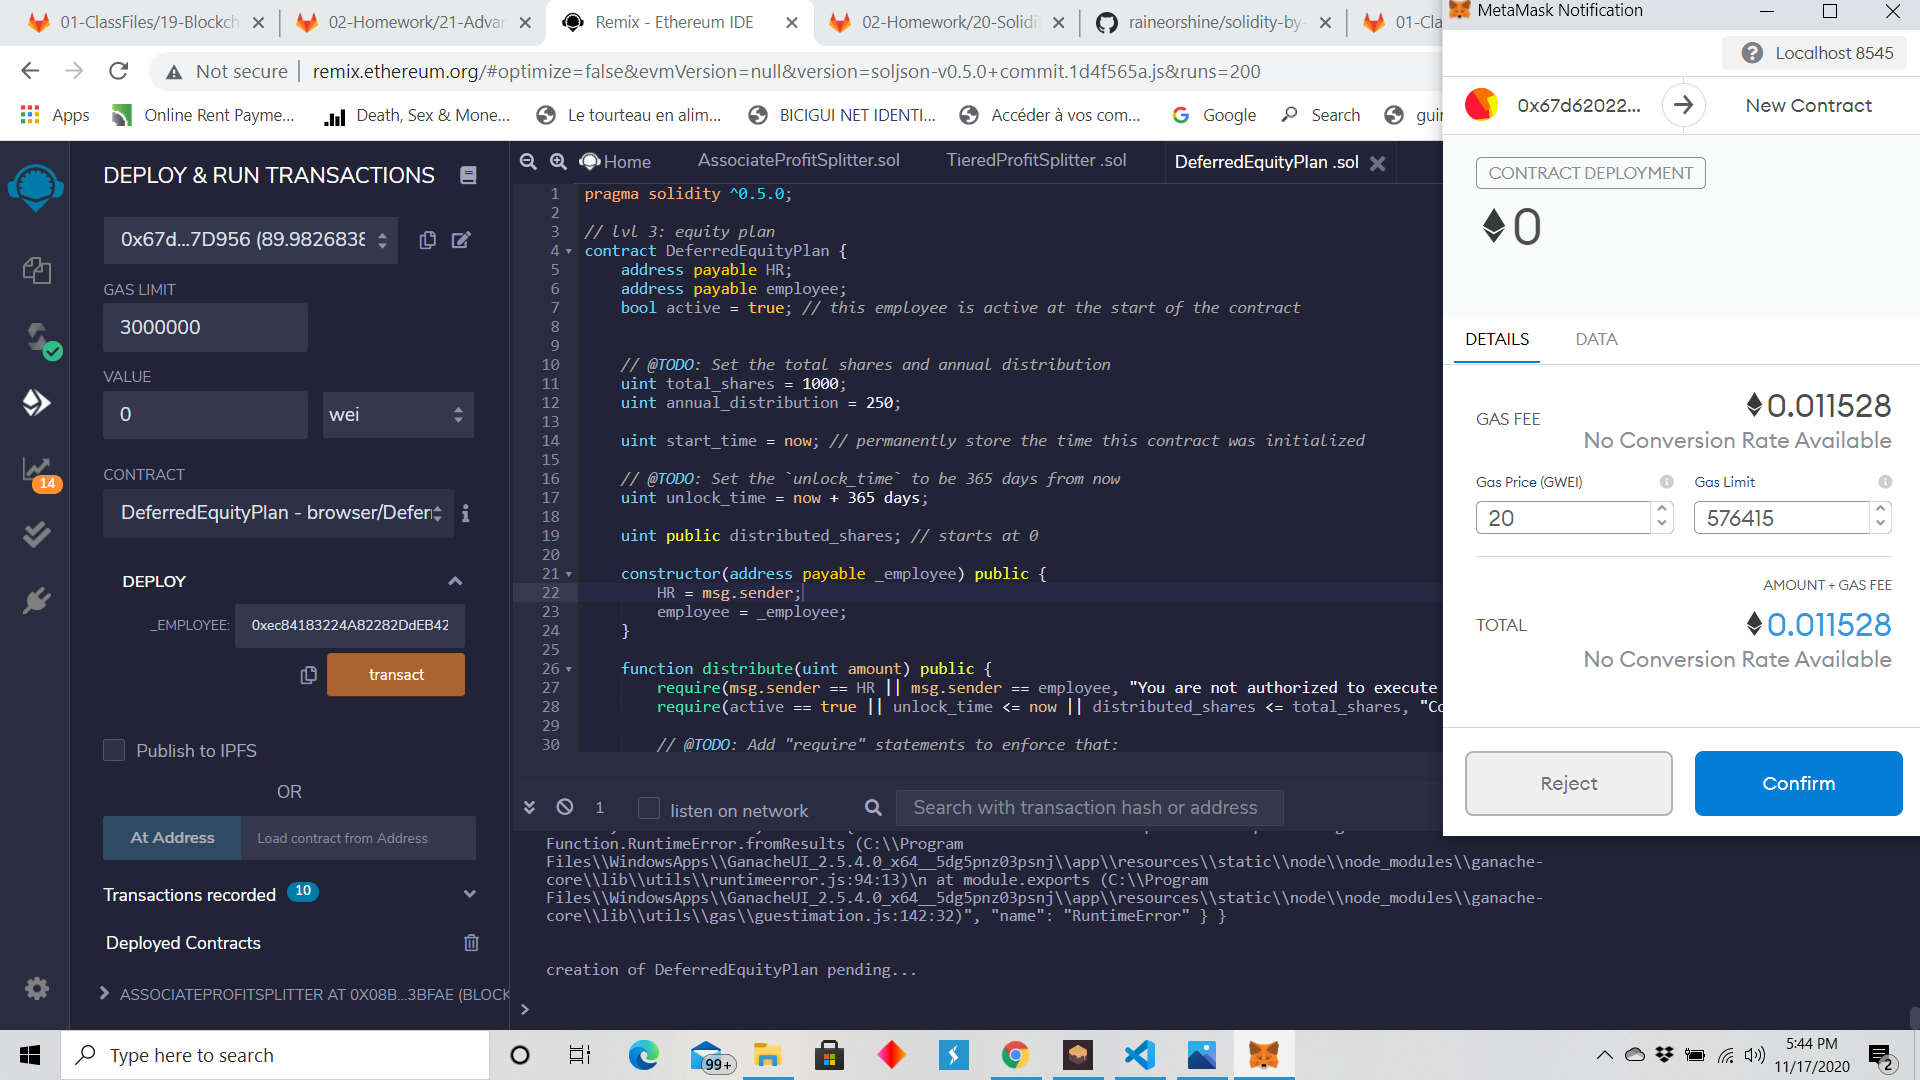 01-ClassFiles/19-Blockch
02-Homework/21-Advar
Remix - Ethereum IDE
02-Homework/20-Solidit
raineorshine/solidity-by-
01-Cla
Not secure
remix.ethereum.org/#optimize=false&evmVersion=null&version=soljson-v0.5.0+commit.1d4f565a.js&runs=200
Apps
Online Rent Payme...
Death, Sex & Mone...
Le tourteau en alim...
BICIGUI NET IDENTI...
Accéder à vos com...
Google
Search
guir
DEPLOY & RUN TRANSACTIONS
0x67d...7D956 (89.9826838
GAS LIMIT
3000000
VALUE
0
wei
CONTRACT
DeferredEquityPlan - browser/Deferr
DEPLOY
_EMPLOYEE:
0xec84183224A82282DdEB42
transact
Publish to IPFS
OR
At Address
Load contract from Address
Transactions recorded 10
Deployed Contracts
ASSOCIATEPROFITSPLITTER AT 0X08B...3BFAE (BLOCK
14
Home
AssociateProfitSplitter.sol
TieredProfitSplitter .sol
DeferredEquityPlan .sol
1 pragma solidity ^0.5.0;
2
3 // lvl 3: equity plan
4 contract DeferredEquityPlan {
5 address payable HR;
6 address payable employee;
7 bool active = true; // this employee is active at the start of the contract
8
9
10 // @TODO: Set the total shares and annual distribution
11 uint total_shares = 1000;
12 uint annual_distribution = 250;
13
14 uint start_time = now; // permanently store the time this contract was initialized
15
16 // @TODO: Set the `unlock_time` to be 365 days from now
17 uint unlock_time = now + 365 days;
18
19 uint public distributed_shares; // starts at 0
20
21 constructor(address payable _employee) public {
22 HR = msg.sender;
23 employee = _employee;
24 }
25
26 function distribute(uint amount) public {
27 require(msg.sender == HR || msg.sender == employee, "You are not authorized to execute
28 require(active == true || unlock_time <= now || distributed_shares <= total_shares, "Co
29
30 // @TODO: Add "require" statements to enforce that:
1
listen on network
Search with transaction hash or address
Function.RuntimeError.fromResults (C:\\Program
Files\\WindowsApps\\GanacheUI_2.5.4.0_x64__5dg5pnz03psnj\\app\\resources\\static\\node\\node_modules\\ganache-
core\\lib\\utils\\runtimeerror.js:94:13)\n at module.exports (C:\\Program
Files\\WindowsApps\\GanacheUI_2.5.4.0_x64__5dg5pnz03psnj\\app\\resources\\static\\node\\node_modules\\ganache-
core\\lib\\utils\\gas\\guestimation.js:142:32)", "name": "RuntimeError" } }
creation of DeferredEquityPlan pending...
>
MetaMask Notification
Localhost 8545
0x67d62022...
New Contract
CONTRACT DEPLOYMENT
0
DETAILS
DATA
GAS FEE
0.011528
No Conversion Rate Available
Gas Price (GWEI)
Gas Limit
20
576415
AMOUNT + GAS FEE
TOTAL
0.011528
No Conversion Rate Available
Reject
Confirm
Type here to search
99+
5:44 PM
11/17/2020
2